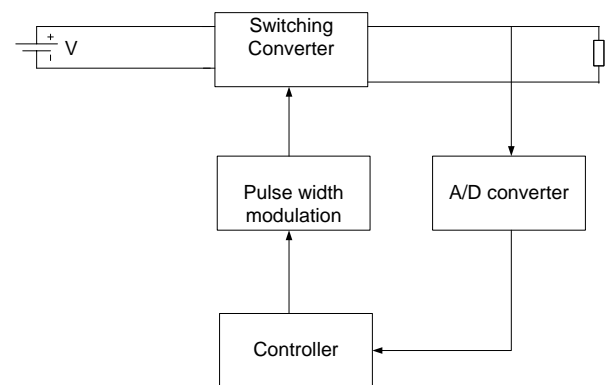 Switching
Converter
+
V
-
Pulse width
modulation
A/D converter
Controller